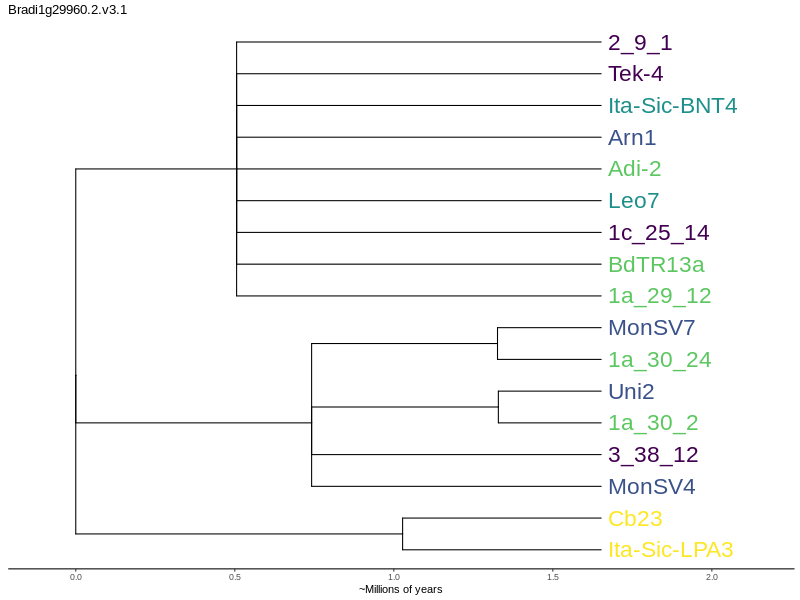 Bradi1g29960.2.v3.1
2_9_1
Tek-4
Ita-Sic-BNT4
Arn1
Adi-2
Leo7
1c_25_14
BdTR13a
1a_29_12
MonSV7
1a_30_24
Uni2
1a_30_2
3_38_12
MonSV4
Cb23
Ita-Sic-LPA3
0.0 0.5 1.0 1.5 2.0
~Millions of years